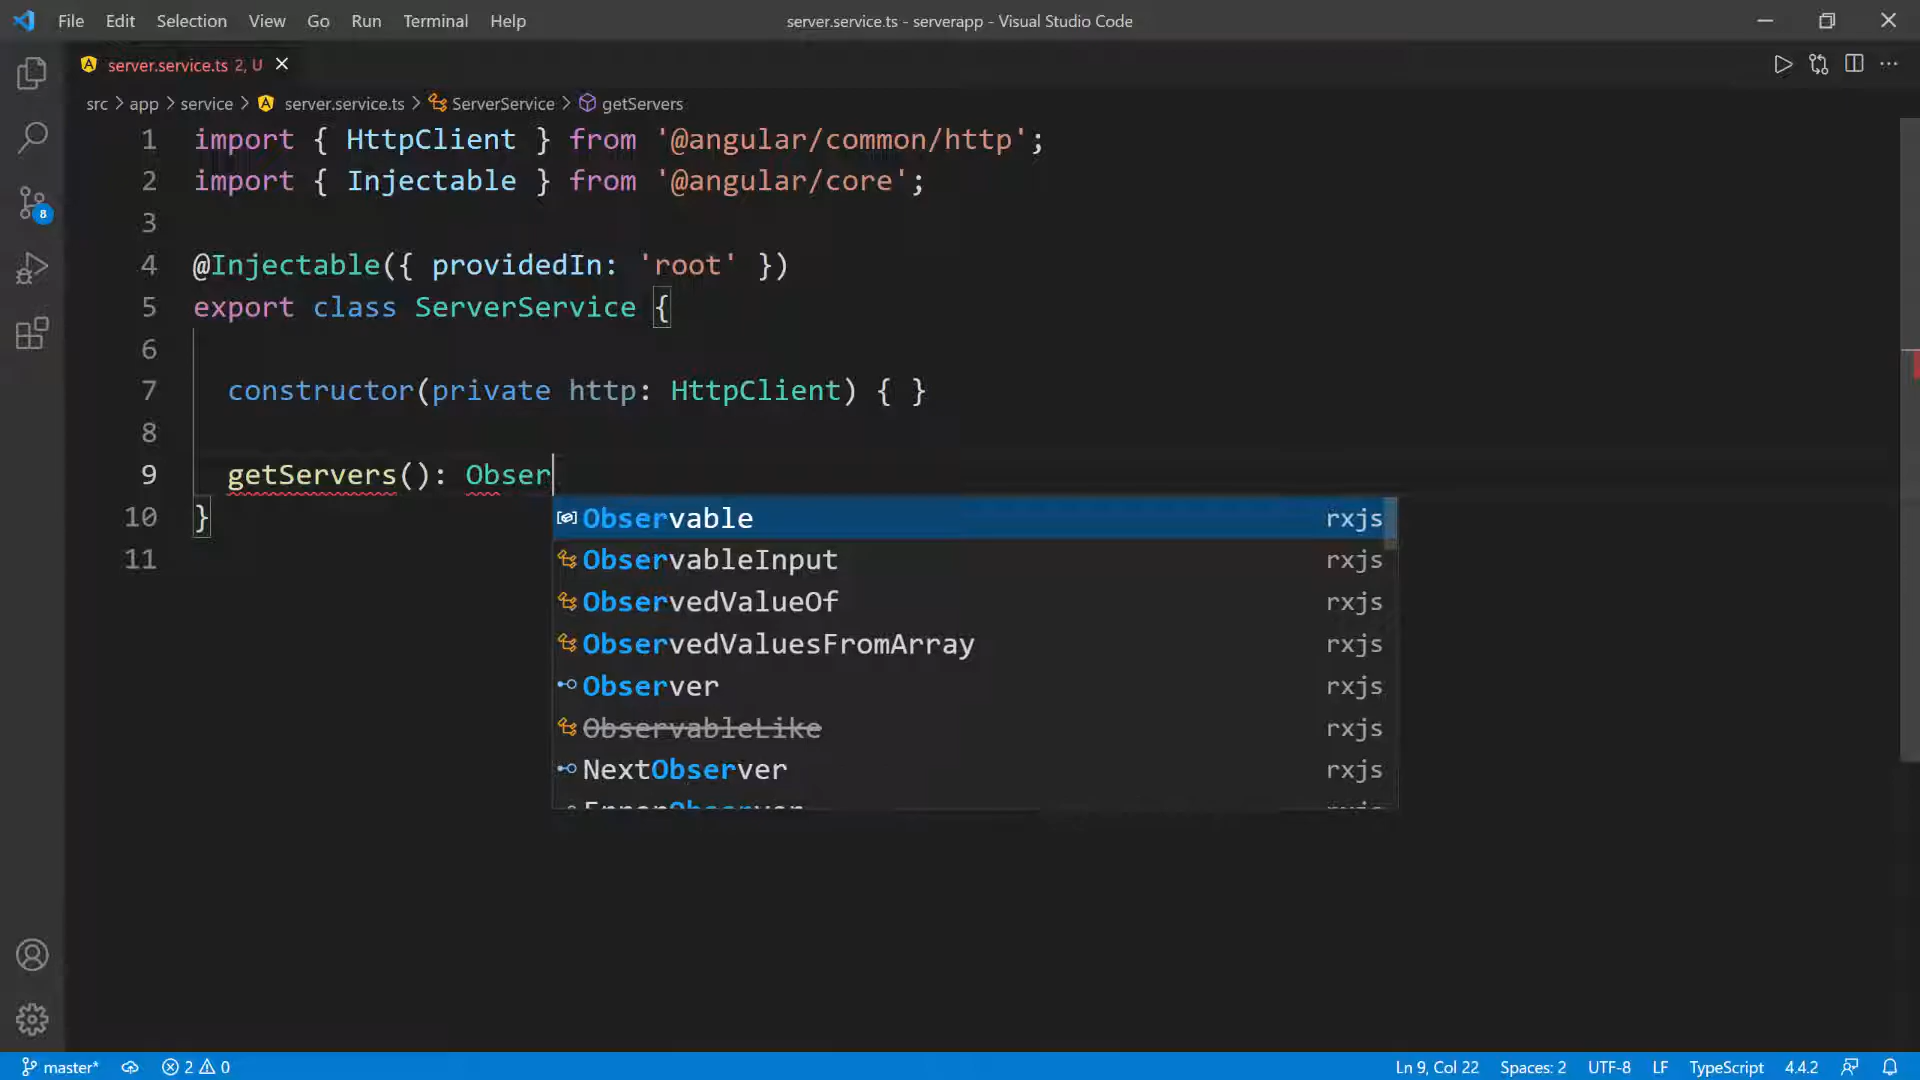 File Edit Selection View Go Run Terminal Help
server.service.ts - serverapp - Visual Studio Code
server.service.ts 2, U
src > app > service > server.service.ts > ServerService > getServers
1 import { HttpClient } from '@angular/common/http';
2 import { Injectable } from '@angular/core';
3
4 @Injectable({ providedIn: 'root' })
5 export class ServerService {
6
7 constructor(private http: HttpClient) { }
8
9 getServers(): Obser
10 }
11
Observable rxjs
ObservableInput rxjs
ObservedValueOf rxjs
ObservedValuesFromArray rxjs
Observer rxjs
ObservableLike rxjs
NextObserver rxjs
ErrorObserver rxjs
8
master* 2 0 Ln 9, Col 22 Spaces: 2 UTF-8 LF TypeScript 4.4.2